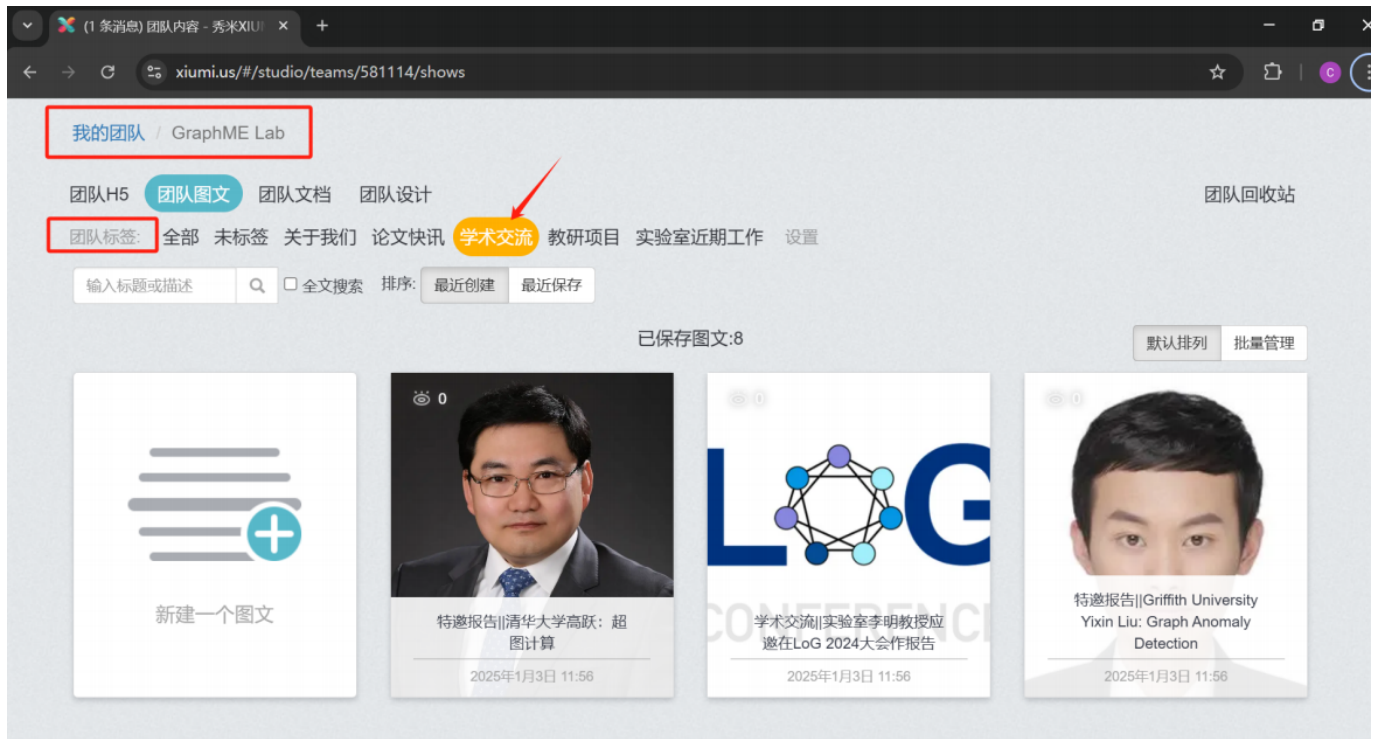 (1 条消息) 团队内容 - 秀米XIU
xiumi.us/#/studio/teams/581114/shows
C
我的团队 / GraphME Lab
团队H5 团队图文 团队文档 团队设计 团队回收站
团队标签: 全部 未标签 关于我们 论文快讯 学术交流 教研项目 实验室近期工作 设置
输入标题或描述 全文搜索 排序: 最近创建 最近保存
已保存图文:8
默认排列 批量管理
新建一个图文
0
特邀报告||清华大学高跃：超
图计算
2025年1月3日 11:56
0
LOG
CONFERENCE
学术交流||实验室李明教授应
邀在LoG 2024大会作报告
2025年1月3日 11:56
0
特邀报告||Griffith University
Yixin Liu: Graph Anomaly
Detection
2025年1月3日 11:56